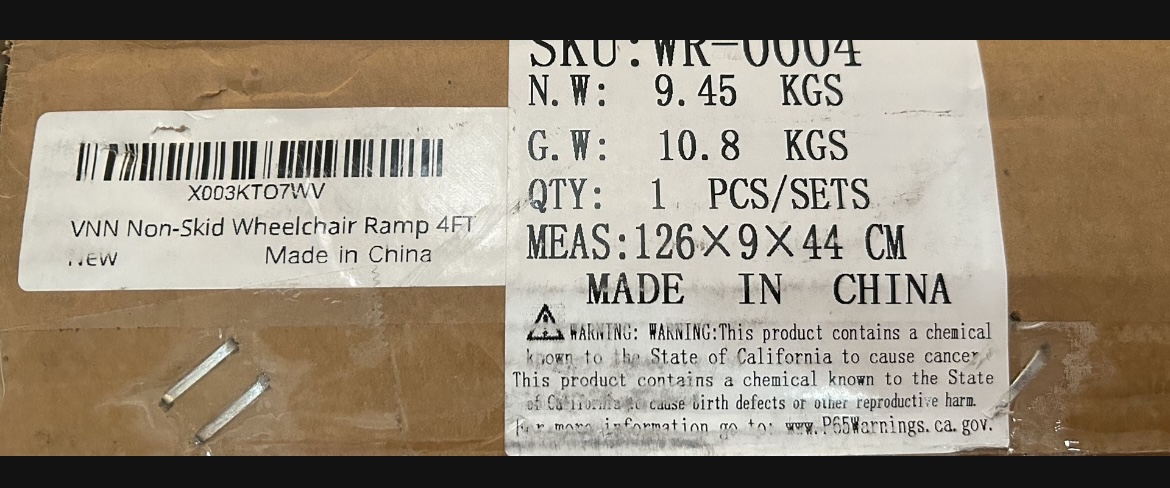 X003KTO7WV
VNN Non-Skid Wheelchair Ramp 4FT
New
Made in China
SKU:WR-0004
N.W: 9.45 KGS
G.W: 10.8 KGS
QTY: 1 PCS/SETS
MEAS:126×9×44 CM
MADE IN CHINA
WARNING: WARNING:This product contains a chemical
known to the State of California to cause cancer.
This product contains a chemical known to the State
of California to cause birth defects or other reproductive harm.
For more information go to: www.P65Warnings.ca.gov.